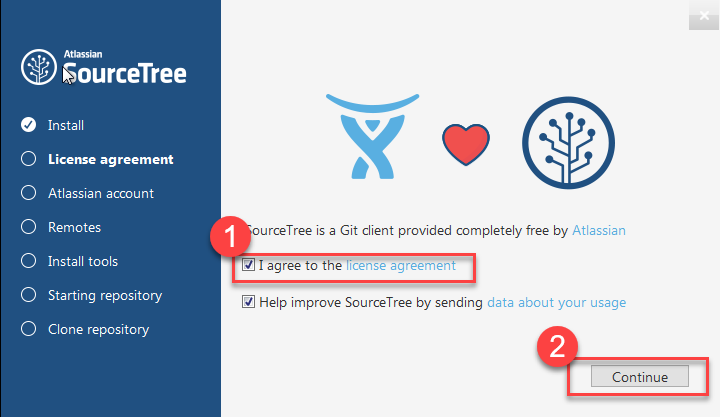 Atlassian
SourceTree
Install
License agreement
Atlassian account
Remotes
Install tools
Starting repository
Clone repository
SourceTree is a Git client provided completely free by Atlassian
1
I agree to the license agreement
Help improve SourceTree by sending data about your usage
2
Continue